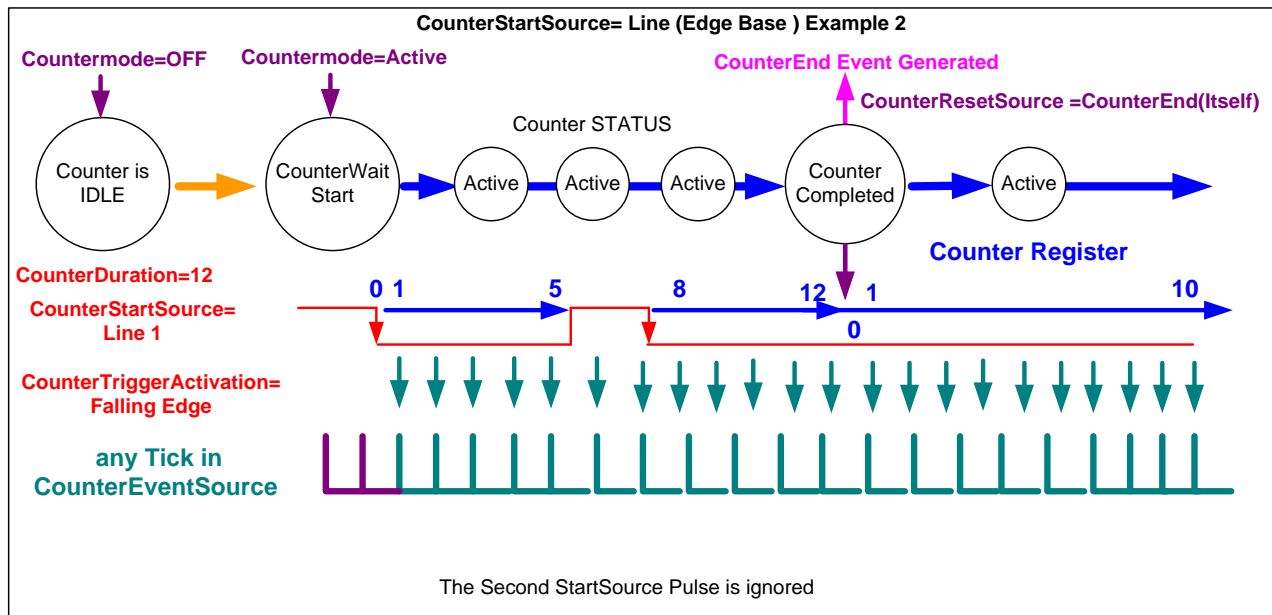 CounterStartSource= Line (Edge Base ) Example 2
Countermode=OFF
Countermode=Active
CounterEnd Event Generated
CounterResetSource =CounterEnd(Itself)
Counter STATUS
Counter is
IDLE
CounterWait
Start
Active
Active
Active
Counter
Completed
Active
Counter Register
CounterDuration=12
0 1 5 8 12 1 10
CounterStartSource=
Line 1
0
CounterTriggerActivation=
Falling Edge
any Tick in
CounterEventSource
The Second StartSource Pulse is ignored